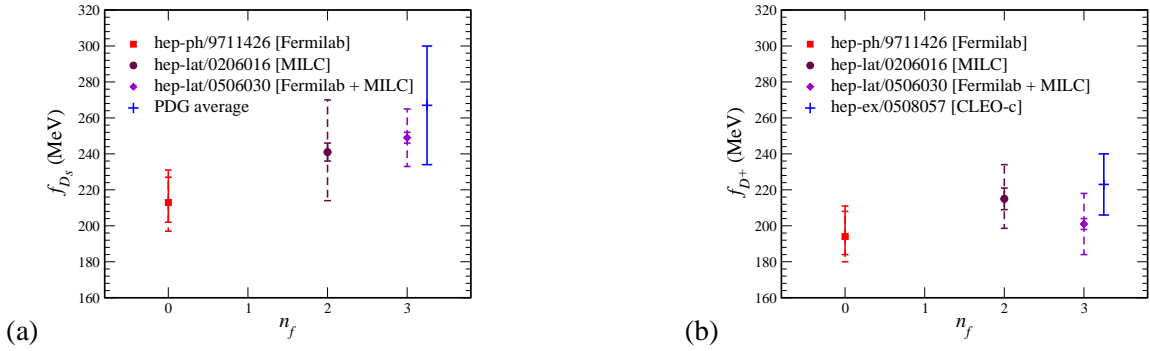 320
300
280
260
240
220
200
180
160
f_{D_s} (MeV)
hep-ph/9711426 [Fermilab]
hep-lat/0206016 [MILC]
hep-lat/0506030 [Fermilab + MILC]
PDG average
0 1 2 3
n_f
(a)
320
300
280
260
240
220
200
180
160
f_{D^+} (MeV)
hep-ph/9711426 [Fermilab]
hep-lat/0206016 [MILC]
hep-lat/0506030 [Fermilab + MILC]
hep-ex/0508057 [CLEO-c]
0 1 2 3
n_f
(b)